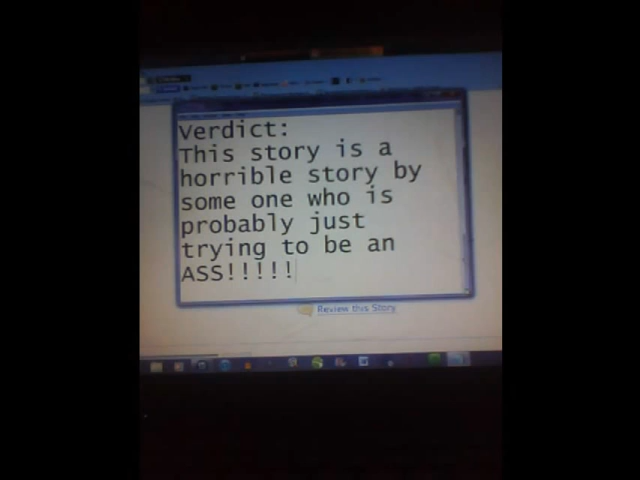 Verdict:
This story is a
horrible story by
some one who is
probably just
trying to be an
ASS!!!!!
Review this Story